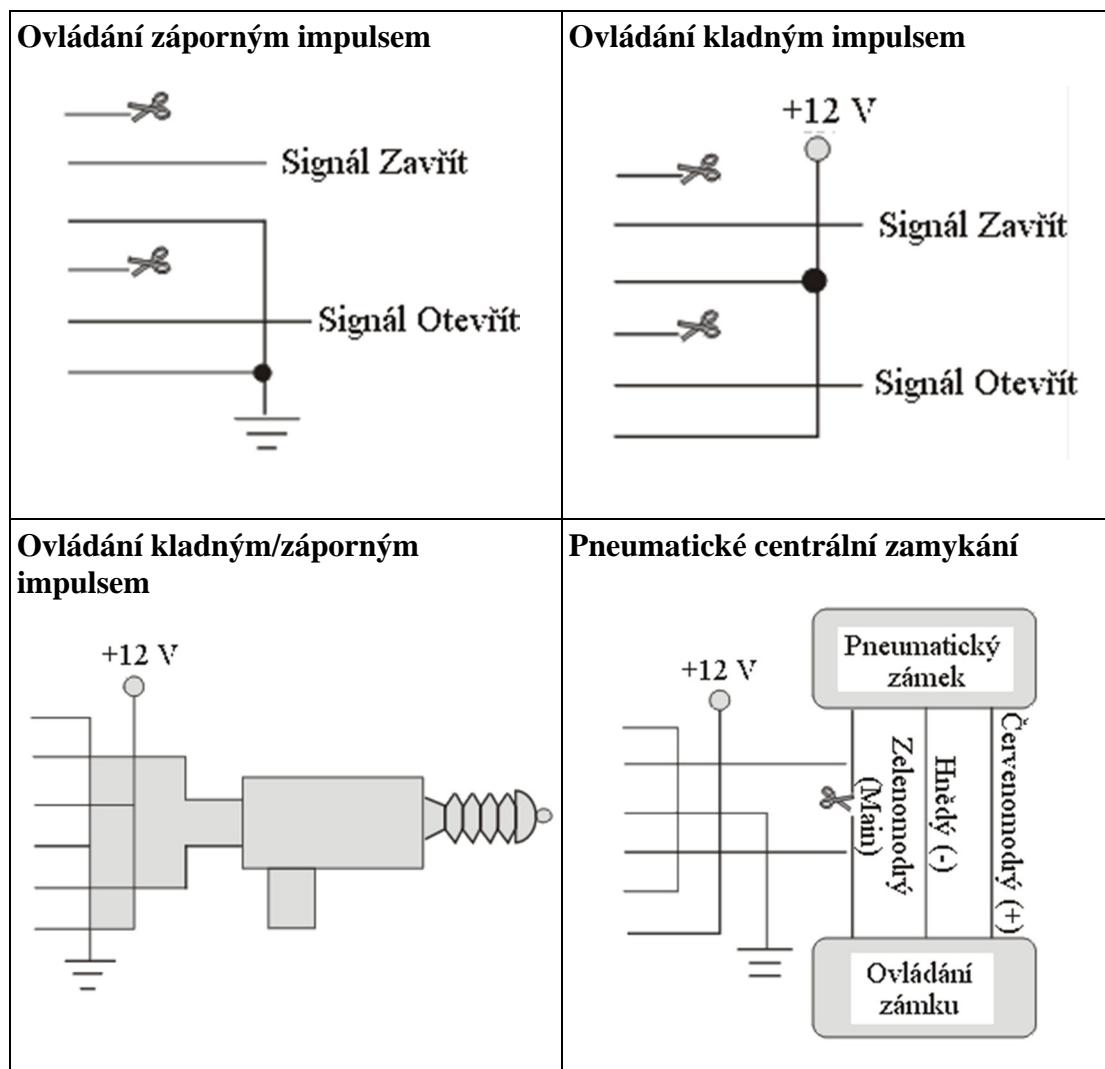 Ovládání záporným impulsem
Signál Zavřít
Signál Otevřít
Ovládání kladným impulsem
+12 V
Signál Zavřít
Signál Otevřít
Ovládání kladným/záporným
impulsem
+12 V
Pneumatické centrální zamykání
+12 V
Pneumatický
zámek
Zelenomodrý
(Main)
Hnědý (-)
Červenomodrý (+)
Ovládání
zámku